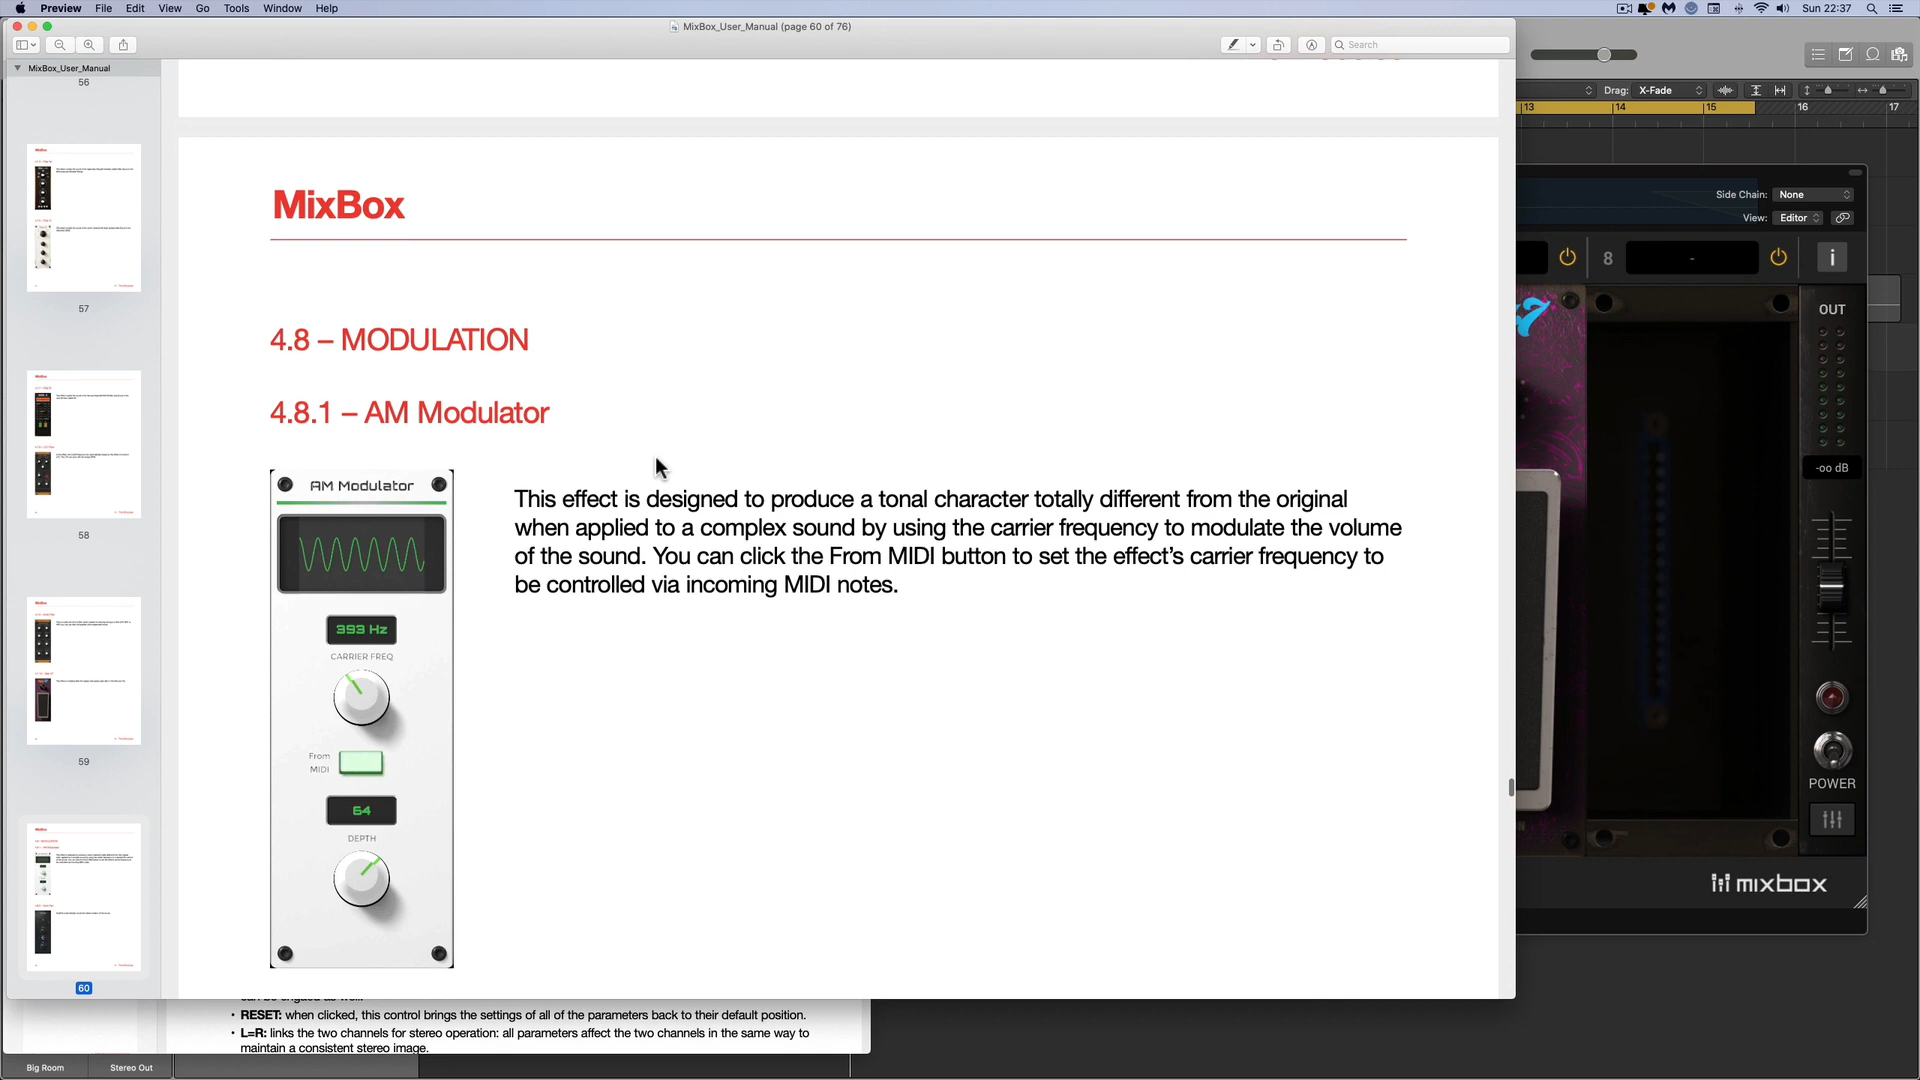 Preview File Edit View Go Tools Window Help
Sun 22:37
MixBox_User_Manual (page 60 of 76)
Search
MixBox_User_Manual
56
57
58
59
60
MixBox
4.8 – MODULATION
4.8.1 – AM Modulator
AM Modulator
393 Hz
CARRIER FREQ
From
MIDI
64
DEPTH
This effect is designed to produce a tonal character totally different from the original
when applied to a complex sound by using the carrier frequency to modulate the volume
of the sound. You can click the From MIDI button to set the effect's carrier frequency to
be controlled via incoming MIDI notes.
• RESET: when clicked, this control brings the settings of all of the parameters back to their default position.
• L=R: links the two channels for stereo operation: all parameters affect the two channels in the same way to
maintain a consistent stereo image.
Big Room
Stereo Out
Drag: X-Fade
13 14 15 16 17
Side Chain: None
View: Editor
8 -
i
OUT
-oo dB
POWER
mixbox